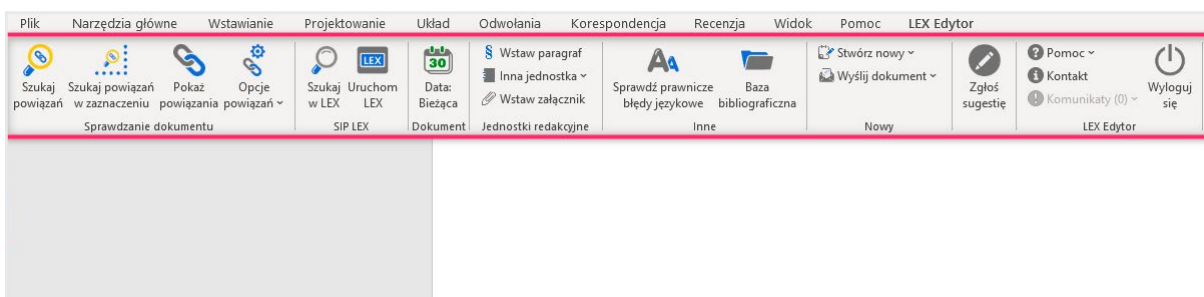 Plik Narzędzia główne Wstawianie Projektowanie Układ Odwołania Korespondencja Recenzja Widok Pomoc LEX Edytor
Szukaj powiązań
Szukaj powiązań w zaznaczeniu
Pokaż powiązania
Opcje powiązań
Sprawdzanie dokumentu
Szukaj w LEX
LEX
Uruchom LEX
SIP LEX
30
Data: Bieżąca
Dokument
§ Wstaw paragraf
Inna jednostka
Wstaw załącznik
Jednostki redakcyjne
Aa
Sprawdź prawnicze błędy językowe
Baza bibliograficzna
Inne
Stwórz nowy
Wyślij dokument
Nowy
Zgłoś sugestię
Pomoc
Kontakt
Komunikaty (0)
Wyloguj się
LEX Edytor